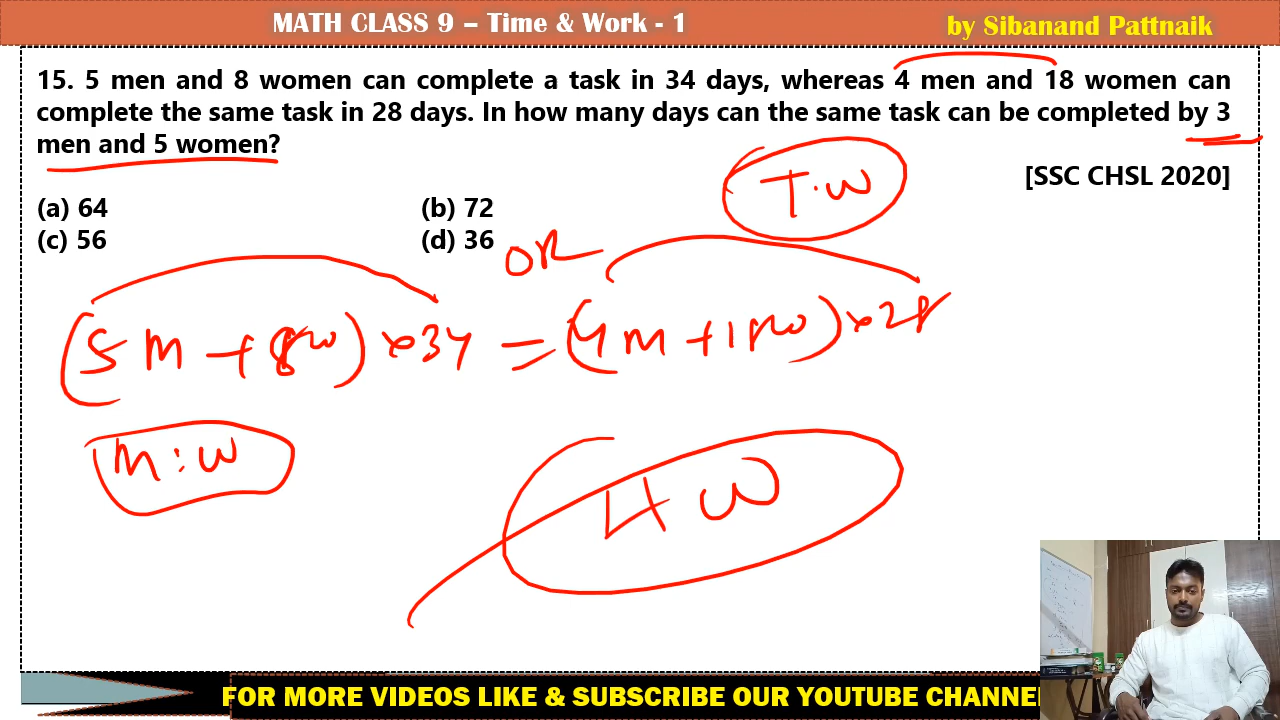 MATH CLASS 9 – Time & Work - 1
by Sibanand Pattnaik
15. 5 men and 8 women can complete a task in 34 days, whereas 4 men and 18 women can
complete the same task in 28 days. In how many days can the same task can be completed by 3
men and 5 women?
[SSC CHSL 2020]
(a) 64 (b) 72
(c) 56 (d) 36
T.W
OR
(5m + 8w) × 34 = (4m + 18w) × 28
m : w
H W
FOR MORE VIDEOS LIKE & SUBSCRIBE OUR YOUTUBE CHANNE